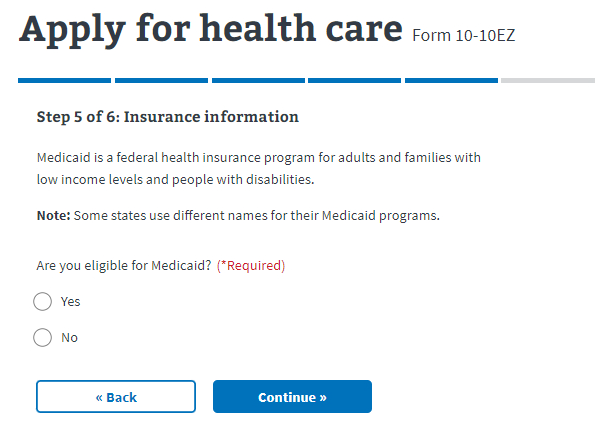 Apply for health care Form 10-10EZ
Step 5 of 6: Insurance information
Medicaid is a federal health insurance program for adults and families with
low income levels and people with disabilities.
Note: Some states use different names for their Medicaid programs.
Are you eligible for Medicaid? (*Required)
Yes
No
« Back
Continue »